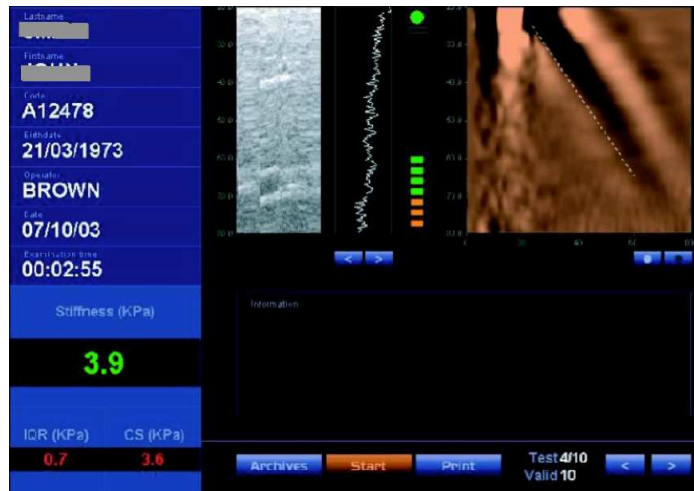 Lastname
Firstname
Code
A12478
Birthdate
21/03/1973
Operator
BROWN
Date
07/10/03
Examination time
00:02:55
Stiffness (KPa)
3.9
IQR (KPa) CS (KPa)
0.7 3.6
Information
< >
Archives Start Print
Test 4/10
Valid 10
< >